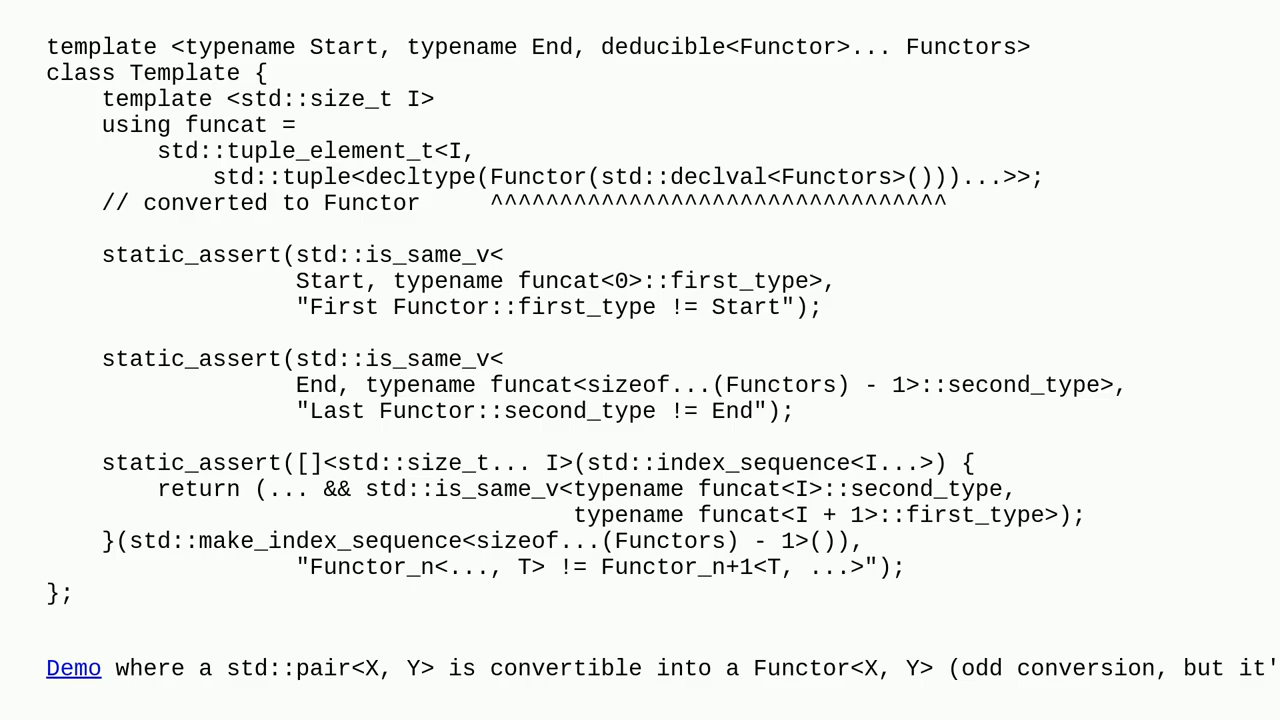 template <typename Start, typename End, deducible<Functor>... Functors>
class Template {
    template <std::size_t I>
    using funcat =
        std::tuple_element_t<I,
            std::tuple<decltype(Functor(std::declval<Functors>()))...>>;
    // converted to Functor     ^^^^^^^^^^^^^^^^^^^^^^^^^^^^^^^^^

    static_assert(std::is_same_v<
                  Start, typename funcat<0>::first_type>,
                  "First Functor::first_type != Start");

    static_assert(std::is_same_v<
                  End, typename funcat<sizeof...(Functors) - 1>::second_type>,
                  "Last Functor::second_type != End");

    static_assert([]<std::size_t... I>(std::index_sequence<I...>) {
        return (... && std::is_same_v<typename funcat<I>::second_type,
                                      typename funcat<I + 1>::first_type>);
    }(std::make_index_sequence<sizeof...(Functors) - 1>()),
                  "Functor_n<..., T> != Functor_n+1<T, ...>");
};

Demo where a std::pair<X, Y> is convertible into a Functor<X, Y> (odd conversion, but it'